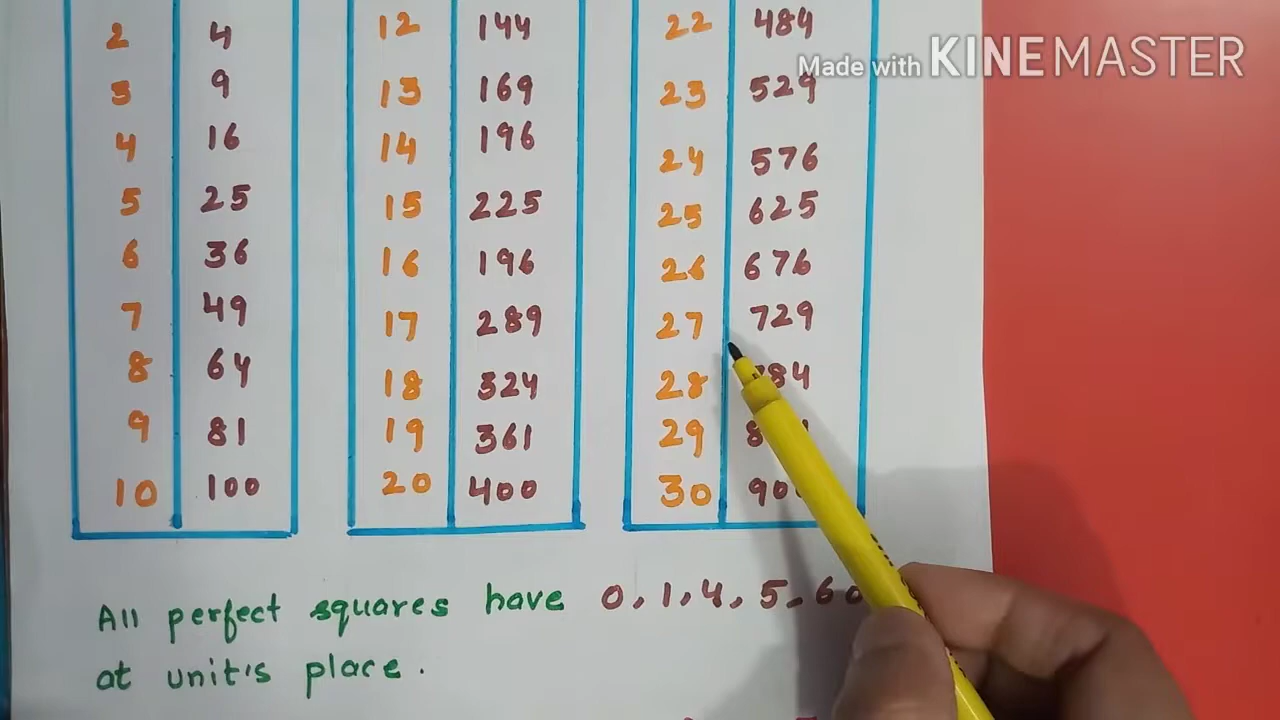 Made with KINEMASTER
2 4 12 144 22 484
3 9 13 169 23 529
4 16 14 196 24 576
5 25 15 225 25 625
6 36 16 196 26 676
7 49 17 289 27 729
8 64 18 324 28 84
9 81 19 361 29 8
10 100 20 400 30 90
All perfect squares have 0, 1, 4, 5, 6
at unit's place.